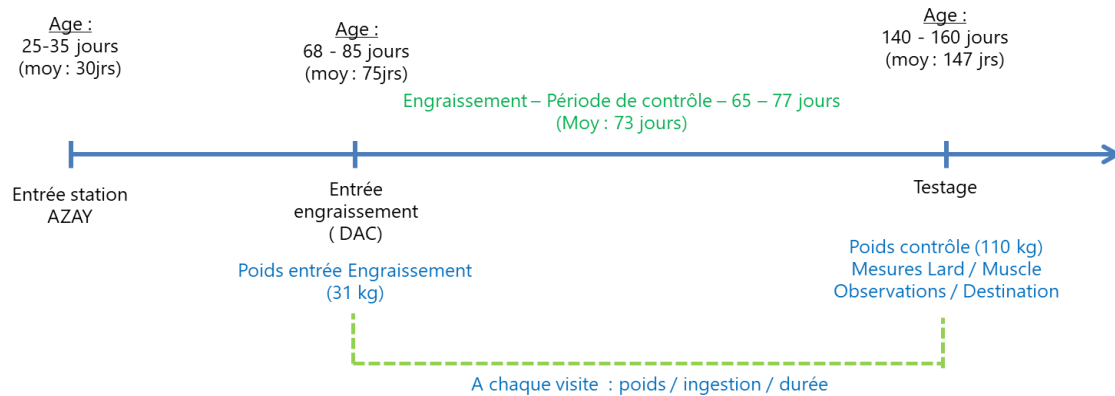 Age :
25-35 jours
(moy : 30jrs)
Age :
68 - 85 jours
(moy : 75jrs)
Age :
140 - 160 jours
(moy : 147 jrs)
Engraissement – Période de contrôle – 65 – 77 jours
(Moy : 73 jours)
Entrée station
AZAY
Entrée
engraissement
( DAC)
Poids entrée Engraissement
(31 kg)
Testage
Poids contrôle (110 kg)
Mesures Lard / Muscle
Observations / Destination
A chaque visite : poids / ingestion / durée